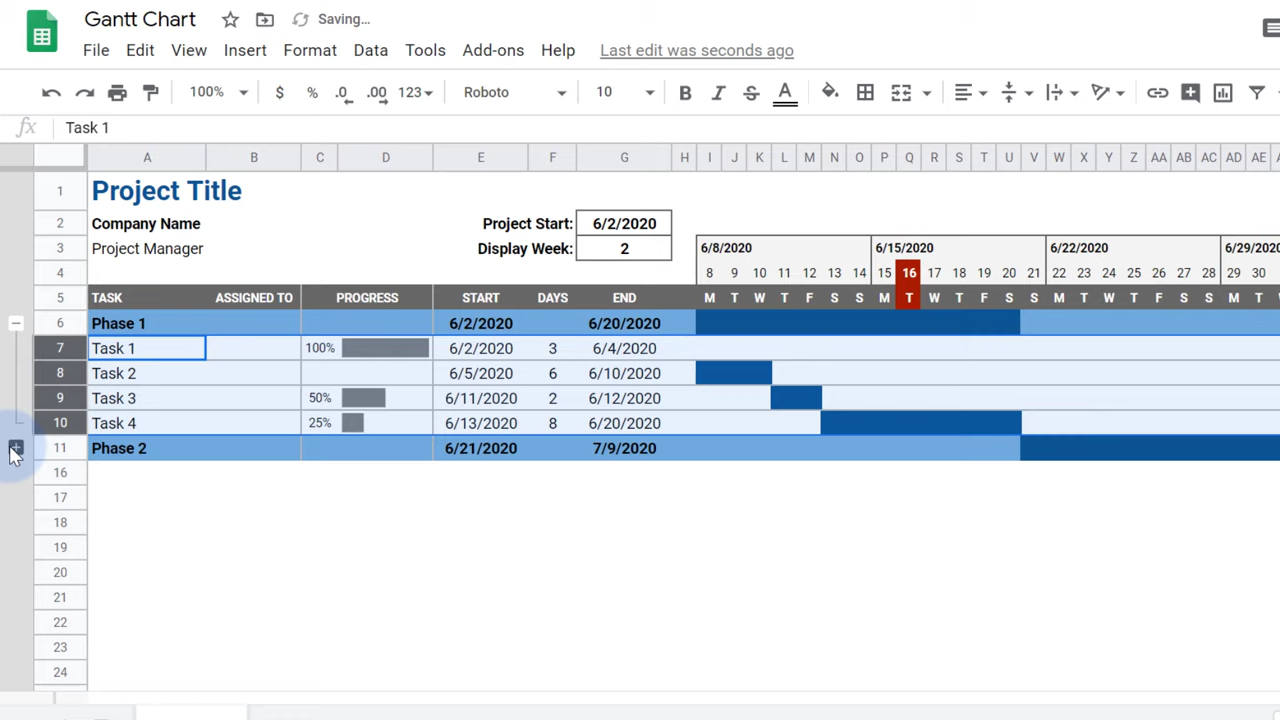 Gantt Chart Saving…
File Edit View Insert Format Data Tools Add-ons Help Last edit was seconds ago
100% $ % .0 .00 123 Roboto 10 B I S A
fx Task 1
A B C D E F G H I J K L M N O P Q R S T U V W X Y Z AA AB AC AD AE
1 Project Title
2 Company Name Project Start: 6/2/2020
3 Project Manager Display Week: 2 6/8/2020 6/15/2020 6/22/2020 6/29/2020
4 8 9 10 11 12 13 14 15 16 17 18 19 20 21 22 23 24 25 26 27 28 29 30
5 TASK ASSIGNED TO PROGRESS START DAYS END M T W T F S S M T W T F S S M T W T F S S M T
6 Phase 1 6/2/2020 6/20/2020
7 Task 1 100% 6/2/2020 3 6/4/2020
8 Task 2 6/5/2020 6 6/10/2020
9 Task 3 50% 6/11/2020 2 6/12/2020
10 Task 4 25% 6/13/2020 8 6/20/2020
11 Phase 2 6/21/2020 7/9/2020
16
17
18
19
20
21
22
23
24